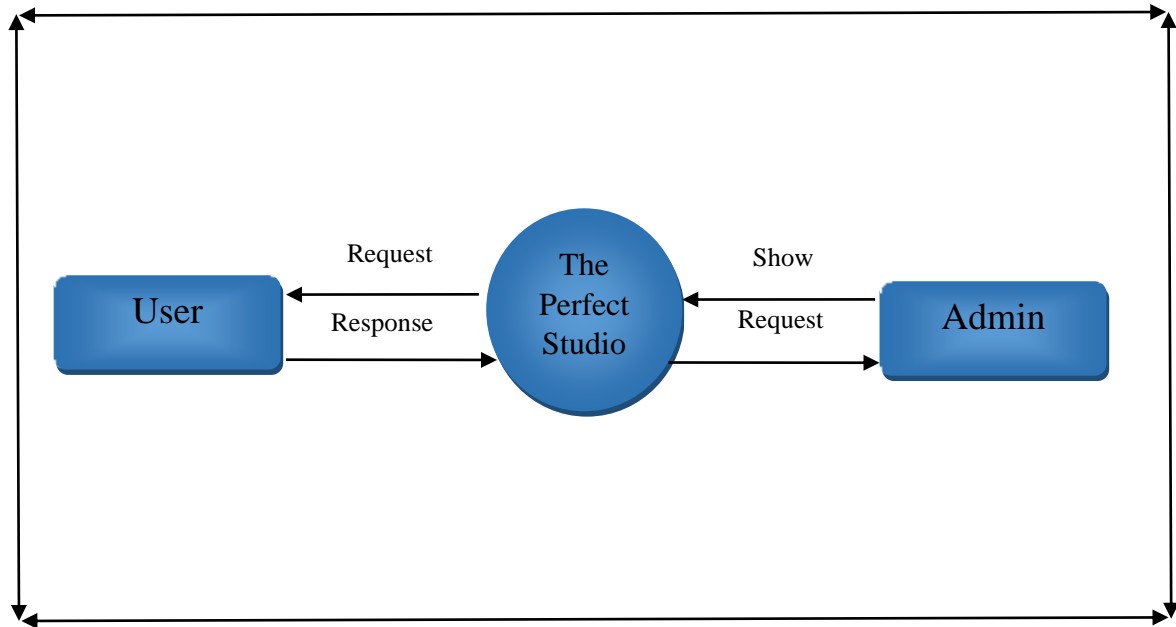 Request
User
Response
The
Perfect
Studio
Show
Request
Admin